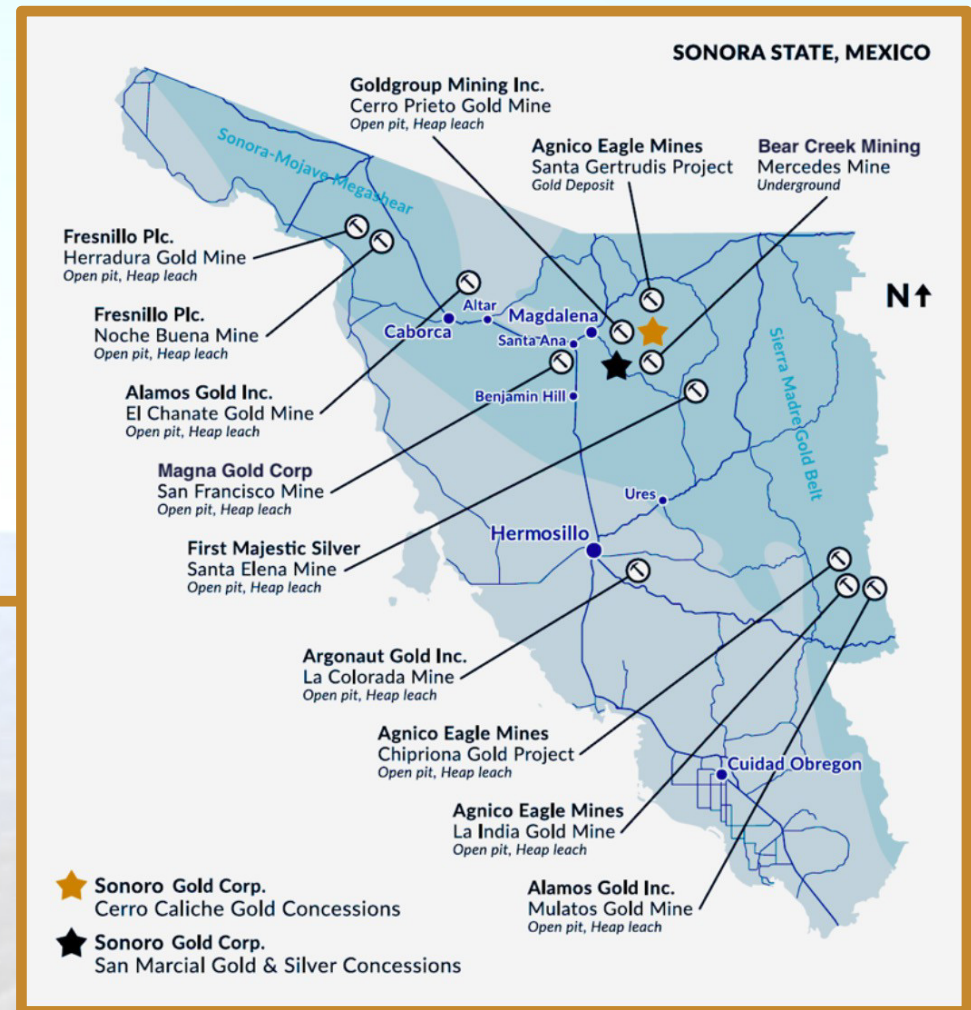 SONORA STATE, MEXICO
Goldgroup Mining Inc.
Cerro Prieto Gold Mine
Open pit, Heap leach
Agnico Eagle Mines
Santa Gertrudis Project
Gold Deposit
Bear Creek Mining
Mercedes Mine
Underground
Sonora-Mojave Megashear
Fresnillo Plc.
Herradura Gold Mine
Open pit, Heap leach
N
Fresnillo Plc.
Noche Buena Mine
Open pit, Heap leach
Altar
Caborca
Magdalena
Santa Ana
Benjamin Hill
Sierra Madre Gold Belt
Alamos Gold Inc.
El Chanate Gold Mine
Open pit, Heap leach
Magna Gold Corp
San Francisco Mine
Open pit, Heap leach
Ures
Hermosillo
First Majestic Silver
Santa Elena Mine
Open pit, Heap leach
Argonaut Gold Inc.
La Colorada Mine
Open pit, Heap leach
Agnico Eagle Mines
Chipriona Gold Project
Open pit, Heap leach
Cuidad Obregon
Agnico Eagle Mines
La India Gold Mine
Open pit, Heap leach
Alamos Gold Inc.
Mulatos Gold Mine
Open pit, Heap leach
Sonoro Gold Corp.
Cerro Caliche Gold Concessions
Sonoro Gold Corp.
San Marcial Gold & Silver Concessions